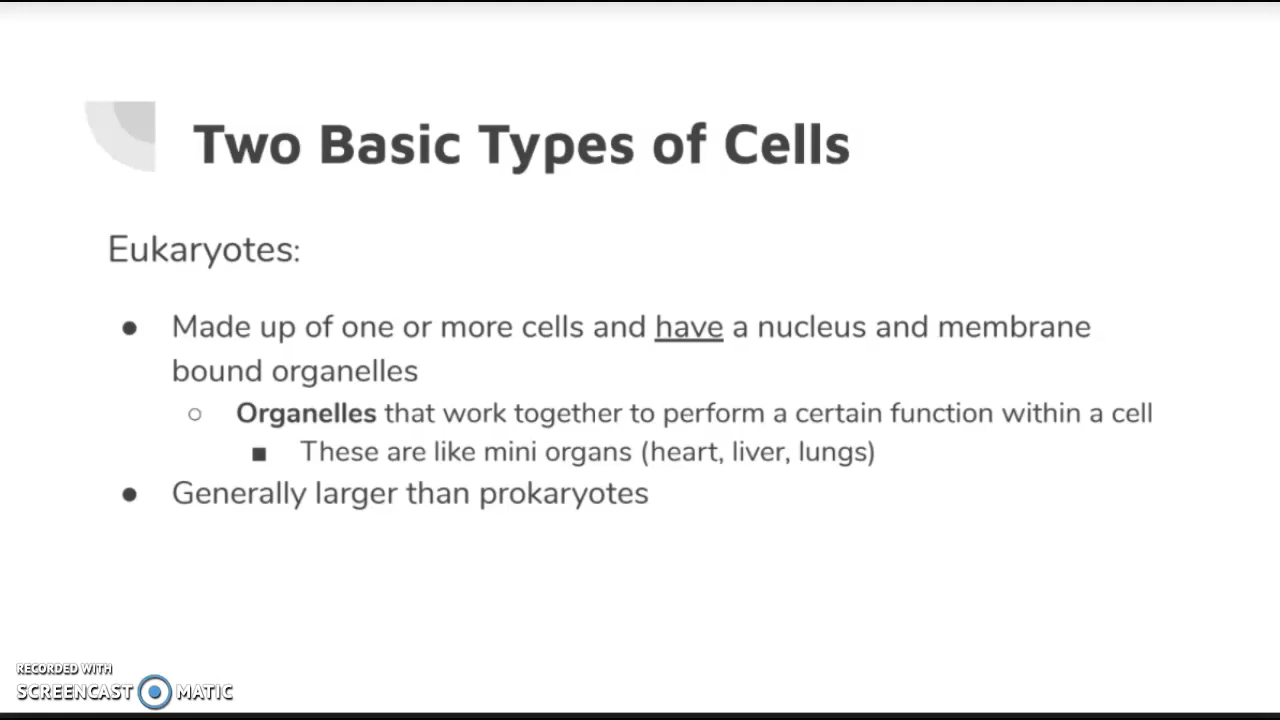 Two Basic Types of Cells
Eukaryotes:
● Made up of one or more cells and have a nucleus and membrane
bound organelles
○ Organelles that work together to perform a certain function within a cell
■ These are like mini organs (heart, liver, lungs)
● Generally larger than prokaryotes
RECORDED WITH
SCREENCAST MATIC